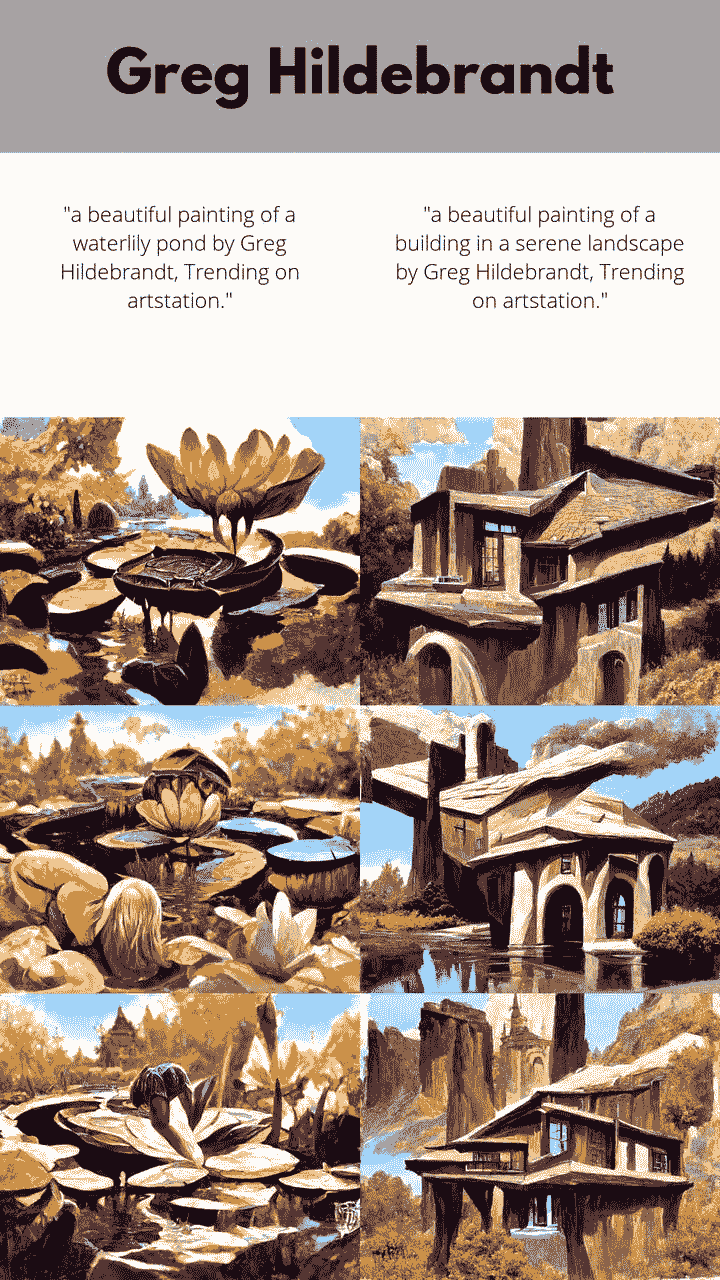 Greg Hildebrandt
"a beautiful painting of a
waterlily pond by Greg
Hildebrandt, Trending on
artstation."
"a beautiful painting of a
building in a serene landscape
by Greg Hildebrandt, Trending
on artstation."